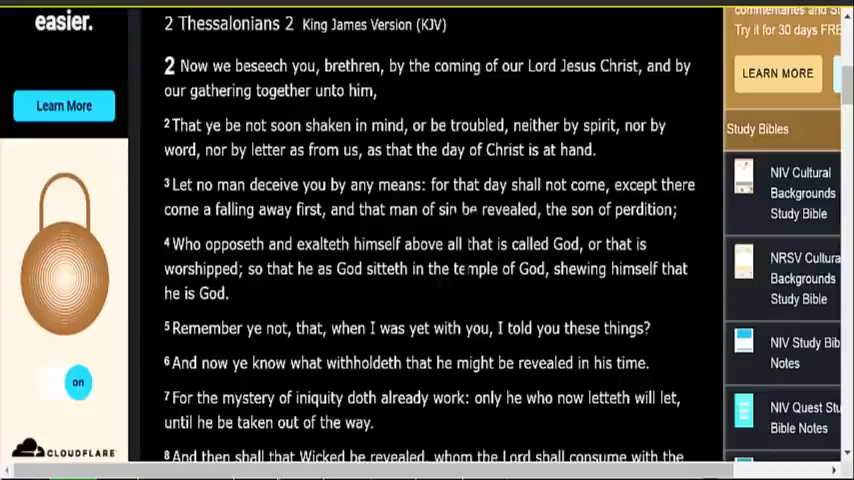 easier.
Learn More
on
CLOUDFLARE
2 Thessalonians 2 King James Version (KJV)
2 Now we beseech you, brethren, by the coming of our Lord Jesus Christ, and by
our gathering together unto him,
2 That ye be not soon shaken in mind, or be troubled, neither by spirit, nor by
word, nor by letter as from us, as that the day of Christ is at hand.
3 Let no man deceive you by any means: for that day shall not come, except there
come a falling away first, and that man of sin be revealed, the son of perdition;
4 Who opposeth and exalteth himself above all that is called God, or that is
worshipped; so that he as God sitteth in the temple of God, shewing himself that
he is God.
5 Remember ye not, that, when I was yet with you, I told you these things?
6 And now ye know what withholdeth that he might be revealed in his time.
7 For the mystery of iniquity doth already work: only he who now letteth will let,
until he be taken out of the way.
8 And then shall that Wicked be revealed, whom the Lord shall consume with the
commentaries and St
Try it for 30 days FRE
LEARN MORE
Study Bibles
NIV Cultural
Backgrounds
Study Bible
NRSV Cultura
Backgrounds
Study Bible
NIV Study Bib
Notes
NIV Quest Stu
Bible Notes